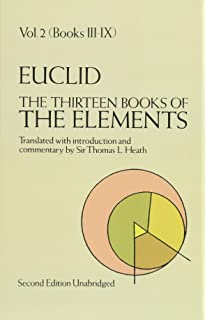 Vol. 2 (Books III-IX)
EUCLID
THE THIRTEEN BOOKS OF
THE ELEMENTS
Translated with introduction and
commentary by Sir Thomas L. Heath
Second Edition Unabridged